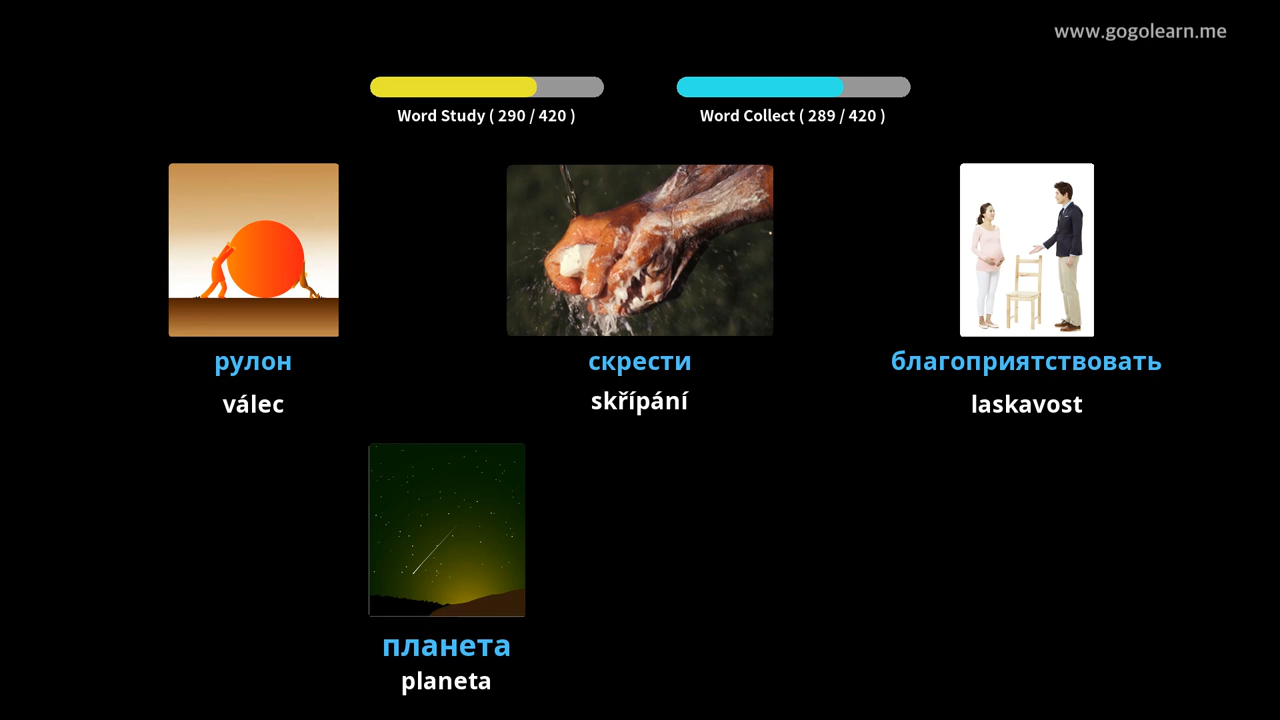 www.gogolearn.me
Word Study ( 290 / 420 )
Word Collect ( 289 / 420 )
рулон
válec
скрести
skřípání
благоприятствовать
laskavost
планета
planeta